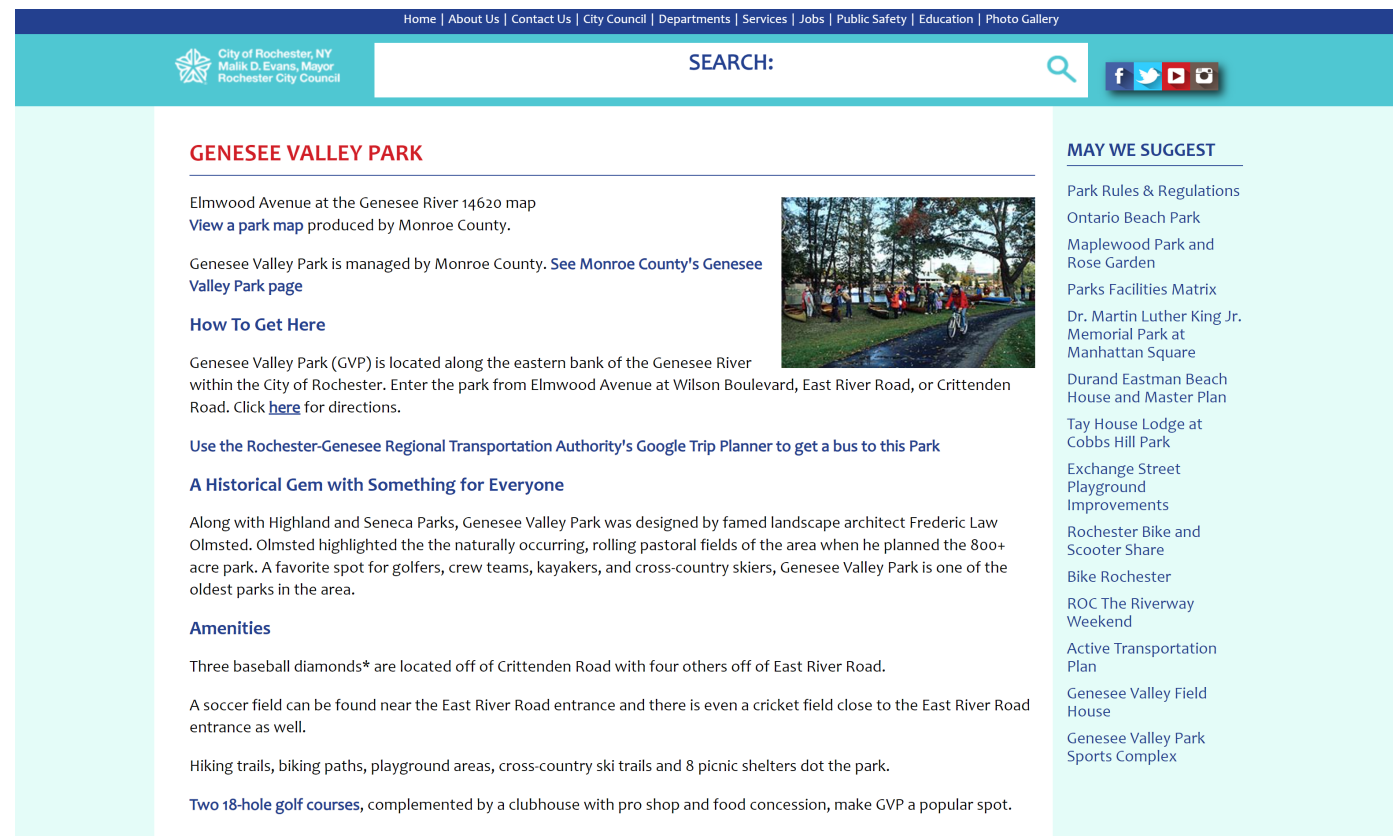 Home | About Us | Contact Us | City Council | Departments | Services | Jobs | Public Safety | Education | Photo Gallery
City of Rochester, NY
Malik D. Evans, Mayor
Rochester City Council
SEARCH:
GENESEE VALLEY PARK
Elmwood Avenue at the Genesee River 14620 map
View a park map produced by Monroe County.
Genesee Valley Park is managed by Monroe County. See Monroe County's Genesee
Valley Park page
How To Get Here
Genesee Valley Park (GVP) is located along the eastern bank of the Genesee River
within the City of Rochester. Enter the park from Elmwood Avenue at Wilson Boulevard, East River Road, or Crittenden
Road. Click here for directions.
Use the Rochester-Genesee Regional Transportation Authority's Google Trip Planner to get a bus to this Park
A Historical Gem with Something for Everyone
Along with Highland and Seneca Parks, Genesee Valley Park was designed by famed landscape architect Frederic Law
Olmsted. Olmsted highlighted the the naturally occurring, rolling pastoral fields of the area when he planned the 800+
acre park. A favorite spot for golfers, crew teams, kayakers, and cross-country skiers, Genesee Valley Park is one of the
oldest parks in the area.
Amenities
Three baseball diamonds* are located off of Crittenden Road with four others off of East River Road.
A soccer field can be found near the East River Road entrance and there is even a cricket field close to the East River Road
entrance as well.
Hiking trails, biking paths, playground areas, cross-country ski trails and 8 picnic shelters dot the park.
Two 18-hole golf courses, complemented by a clubhouse with pro shop and food concession, make GVP a popular spot.
MAY WE SUGGEST
Park Rules & Regulations
Ontario Beach Park
Maplewood Park and
Rose Garden
Parks Facilities Matrix
Dr. Martin Luther King Jr.
Memorial Park at
Manhattan Square
Durand Eastman Beach
House and Master Plan
Tay House Lodge at
Cobbs Hill Park
Exchange Street
Playground
Improvements
Rochester Bike and
Scooter Share
Bike Rochester
ROC The Riverway
Weekend
Active Transportation
Plan
Genesee Valley Field
House
Genesee Valley Park
Sports Complex